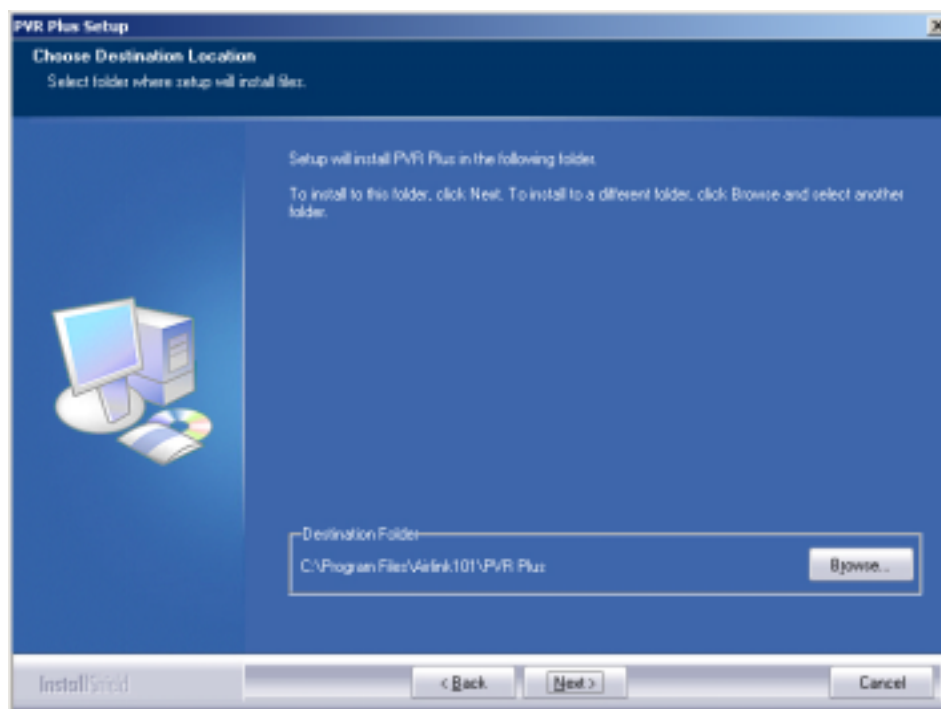 PVR Plus Setup
Choose Destination Location
Select folder where setup will install files.
Setup will install PVR Plus in the following folder.
To install to this folder, click Next. To install to a different folder, click Browse and select another
folder.
Destination Folder
C:\Program Files\Airlink101\PVR Plus
Browse...
InstallShield
< Back
Next >
Cancel